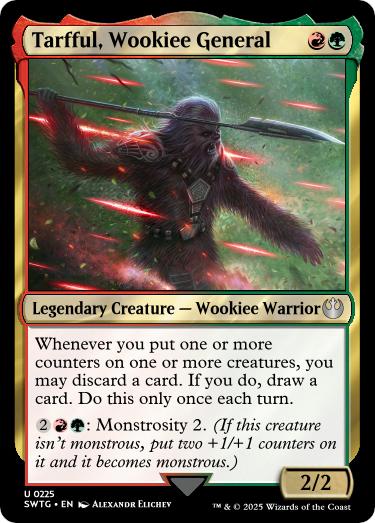 Tarfful, Wookiee General
Legendary Creature — Wookiee Warrior
Whenever you put one or more
counters on one or more creatures, you
may discard a card. If you do, draw a
card. Do this only once each turn.
2: Monstrosity 2. (If this creature
isn't monstrous, put two +1/+1 counters on
it and it becomes monstrous.)
2/2
U 0225
SWTG • EN ALEXANDR ELICHEV
™ & © 2025 Wizards of the Coast